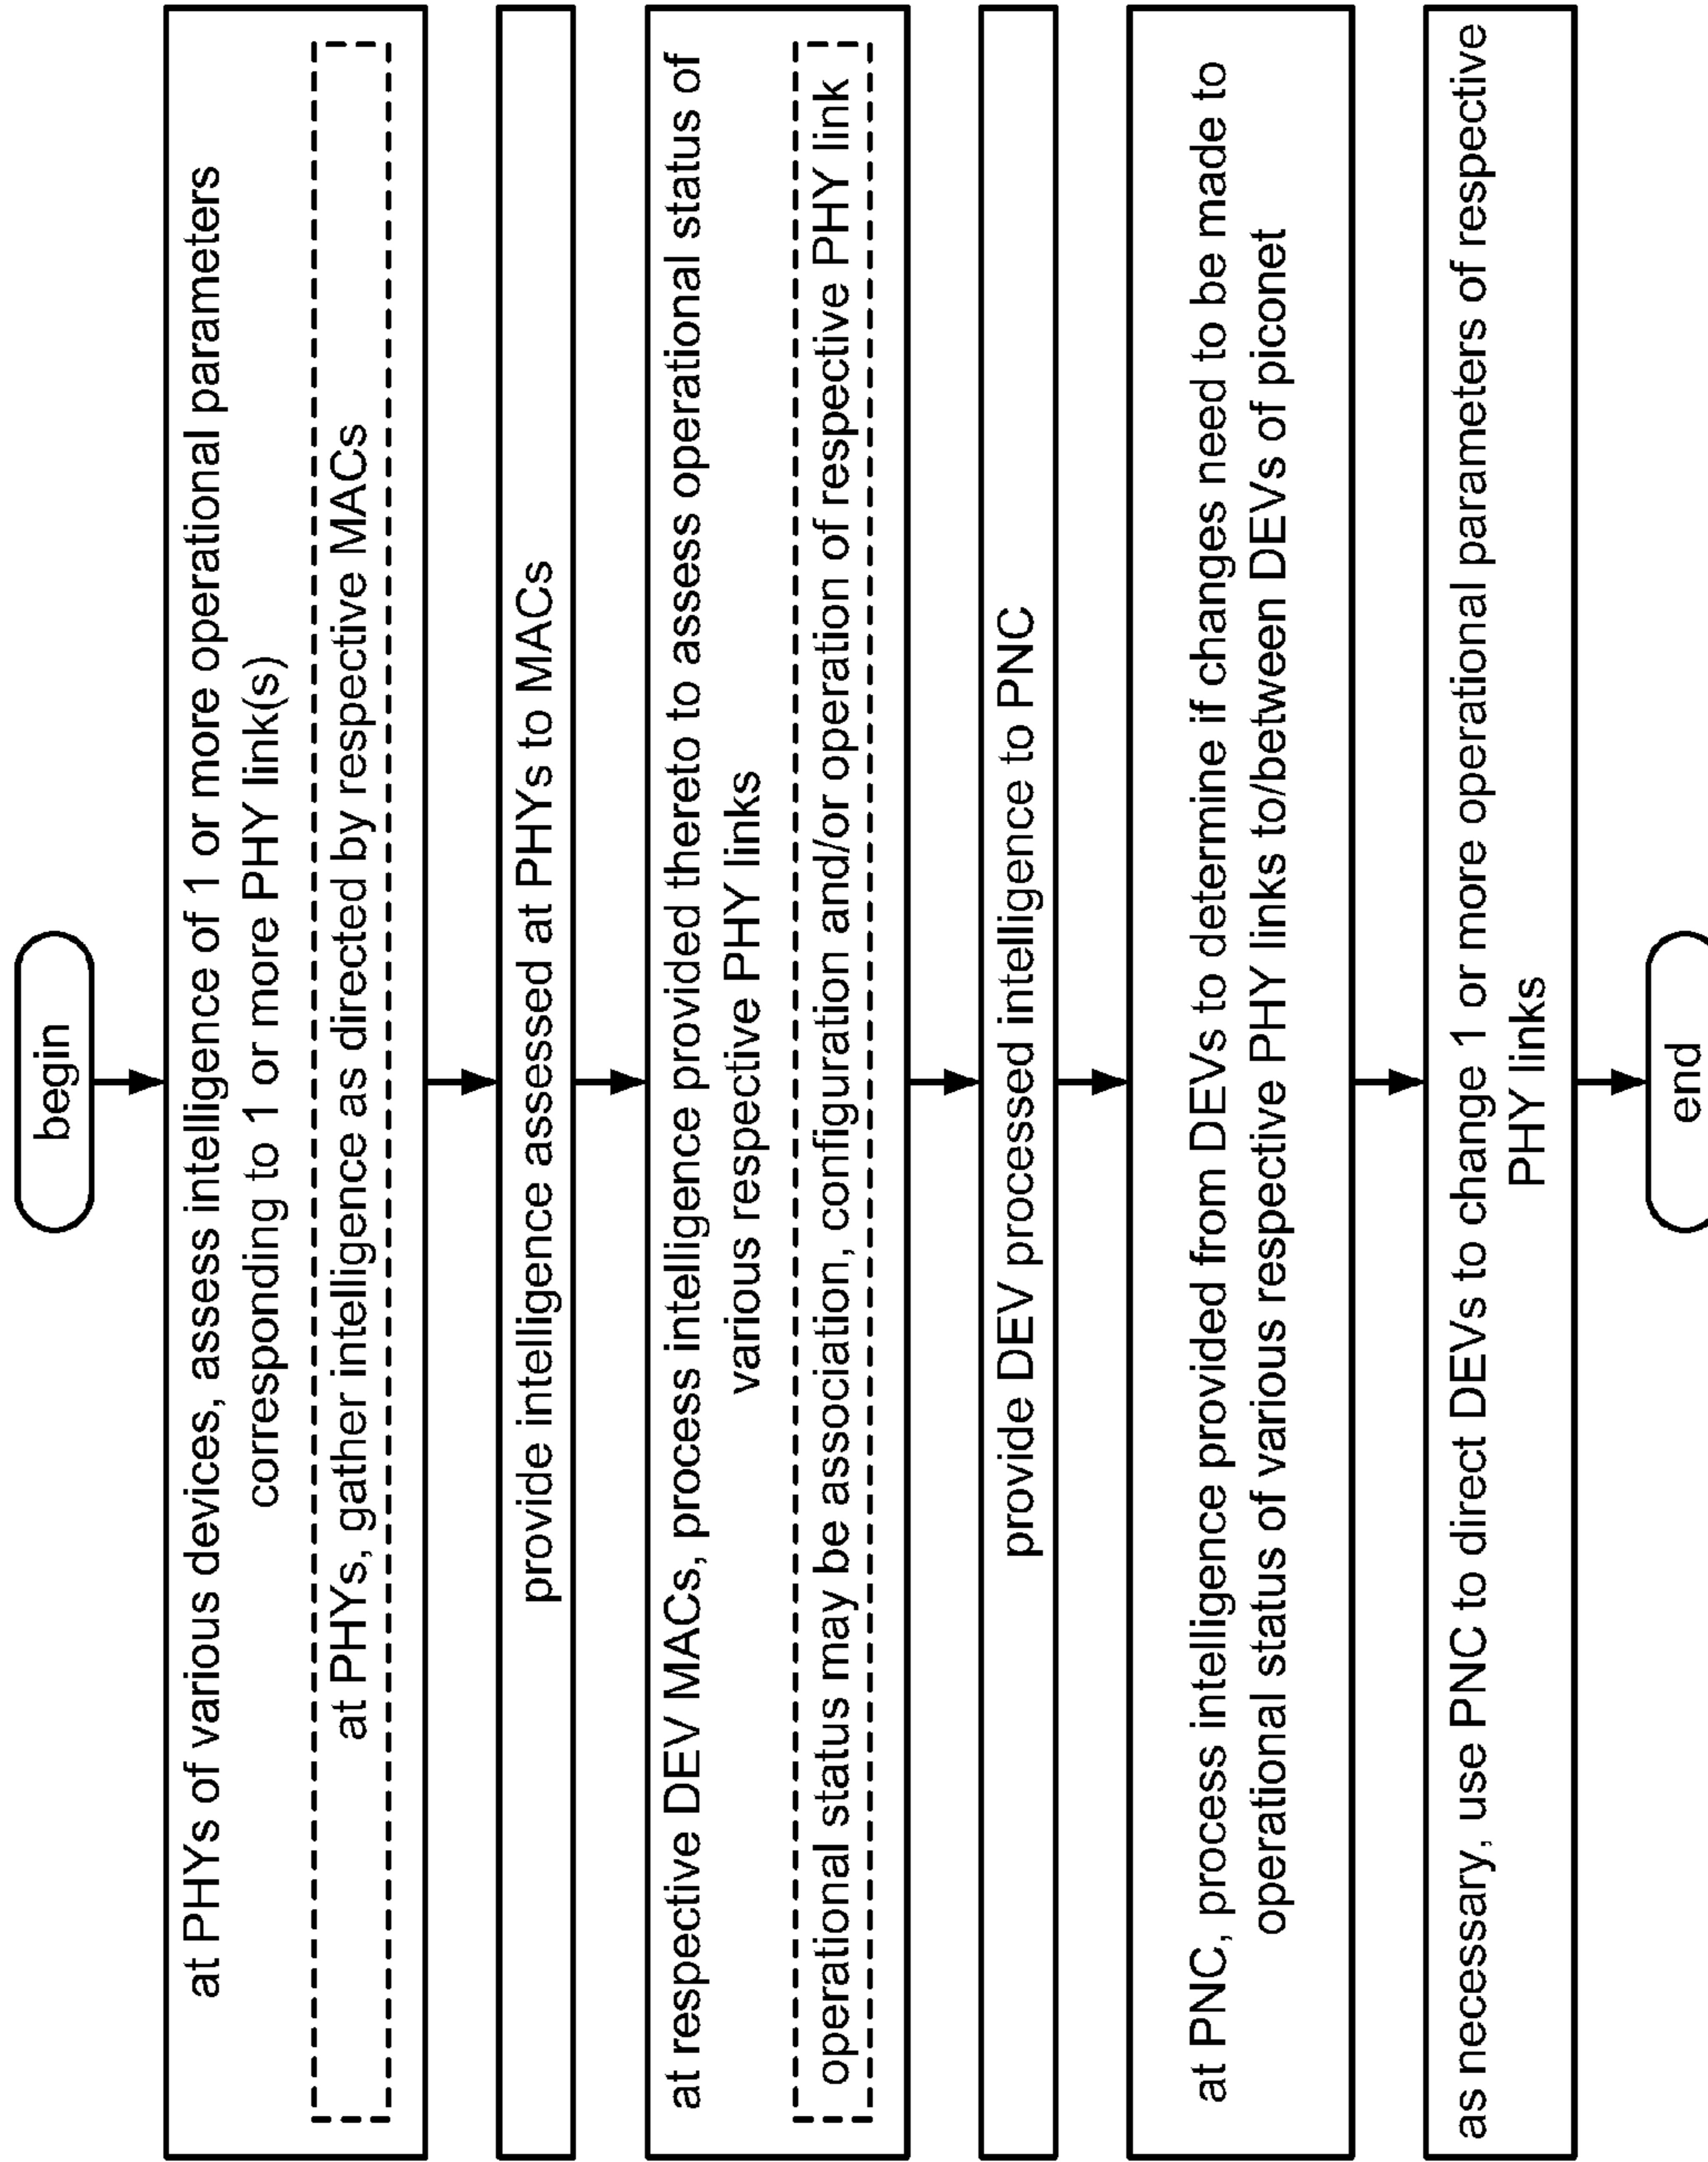 begin
at PHYs of various devices, assess intelligence of 1 or more operational parameters
corresponding to 1 or more PHY link(s)
at PHYs, gather intelligence as directed by respective MACs
provide intelligence assessed at PHYs to MACs
at respective DEV MACs, process intelligence provided thereto to assess operational status of
various respective PHY links
operational status may be association, configuration and/or operation of respective PHY link
provide DEV processed intelligence to PNC
at PNC, process intelligence provided from DEVs to determine if changes need to be made to
operational status of various respective PHY links to/between DEVs of piconet
as necessary, use PNC to direct DEVs to change 1 or more operational parameters of respective
PHY links
end